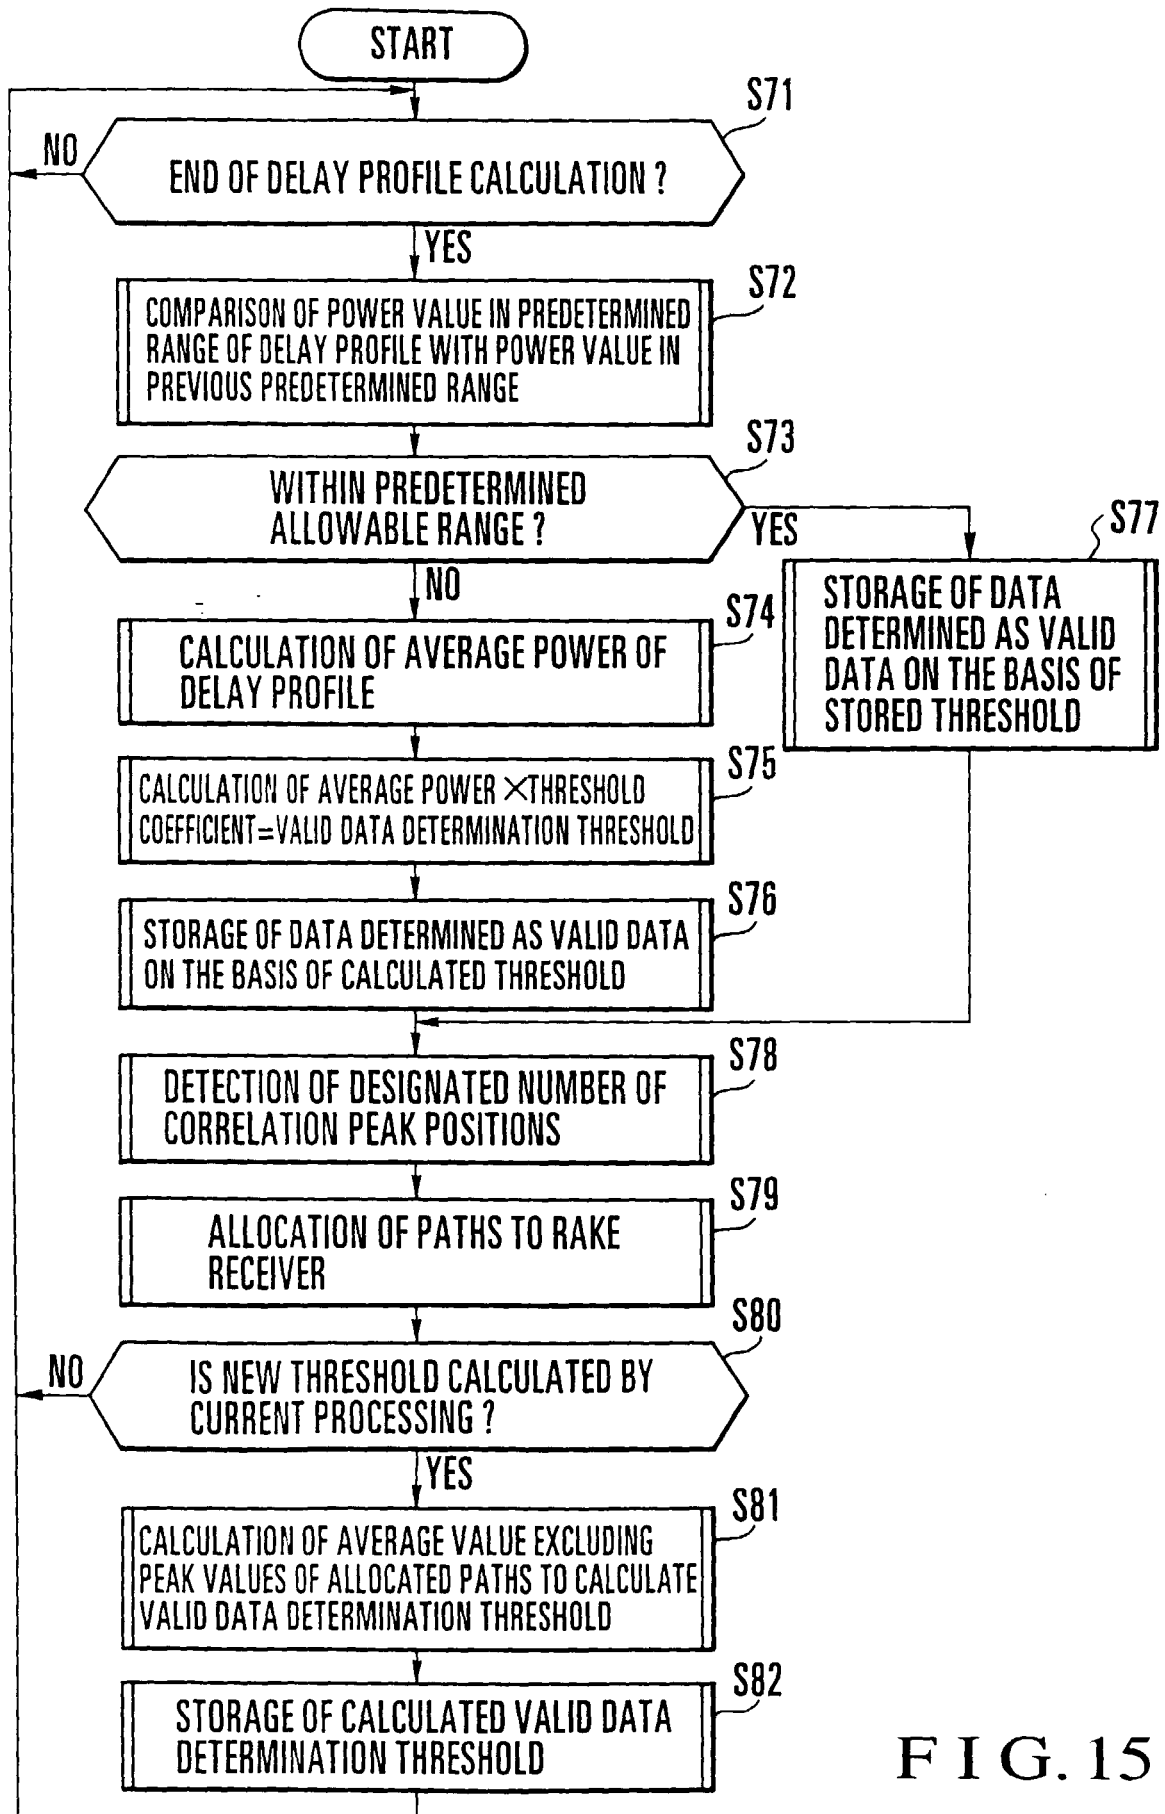 START
S71
NO
END OF DELAY PROFILE CALCULATION ?
YES
S72
COMPARISON OF POWER VALUE IN PREDETERMINED
RANGE OF DELAY PROFILE WITH POWER VALUE IN
PREVIOUS PREDETERMINED RANGE
S73
WITHIN PREDETERMINED
ALLOWABLE RANGE ?
YES
S77
NO
STORAGE OF DATA
DETERMINED AS VALID
DATA ON THE BASIS OF
STORED THRESHOLD
S74
CALCULATION OF AVERAGE POWER OF
DELAY PROFILE
S75
CALCULATION OF AVERAGE POWER ×THRESHOLD
COEFFICIENT=VALID DATA DETERMINATION THRESHOLD
S76
STORAGE OF DATA DETERMINED AS VALID DATA
ON THE BASIS OF CALCULATED THRESHOLD
S78
DETECTION OF DESIGNATED NUMBER OF
CORRELATION PEAK POSITIONS
S79
ALLOCATION OF PATHS TO RAKE
RECEIVER
S80
NO
IS NEW THRESHOLD CALCULATED BY
CURRENT PROCESSING ?
YES
S81
CALCULATION OF AVERAGE VALUE EXCLUDING
PEAK VALUES OF ALLOCATED PATHS TO CALCULATE
VALID DATA DETERMINATION THRESHOLD
S82
STORAGE OF CALCULATED VALID DATA
DETERMINATION THRESHOLD
FIG. 15